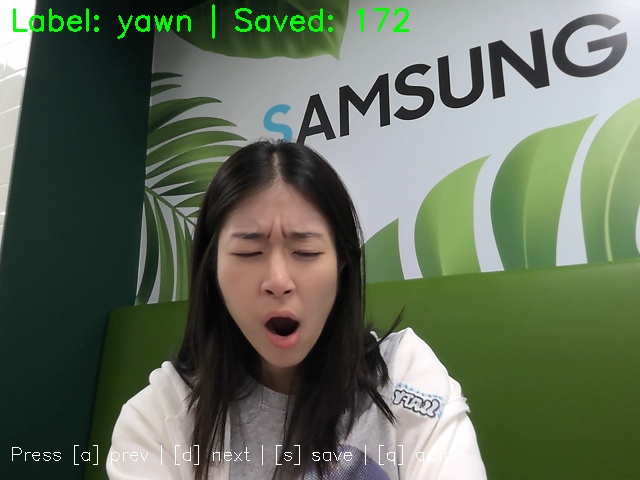 Label: yawn | Saved: 172
SAMSUNG
Press [a] prev | [d] next | [s] save | [q]